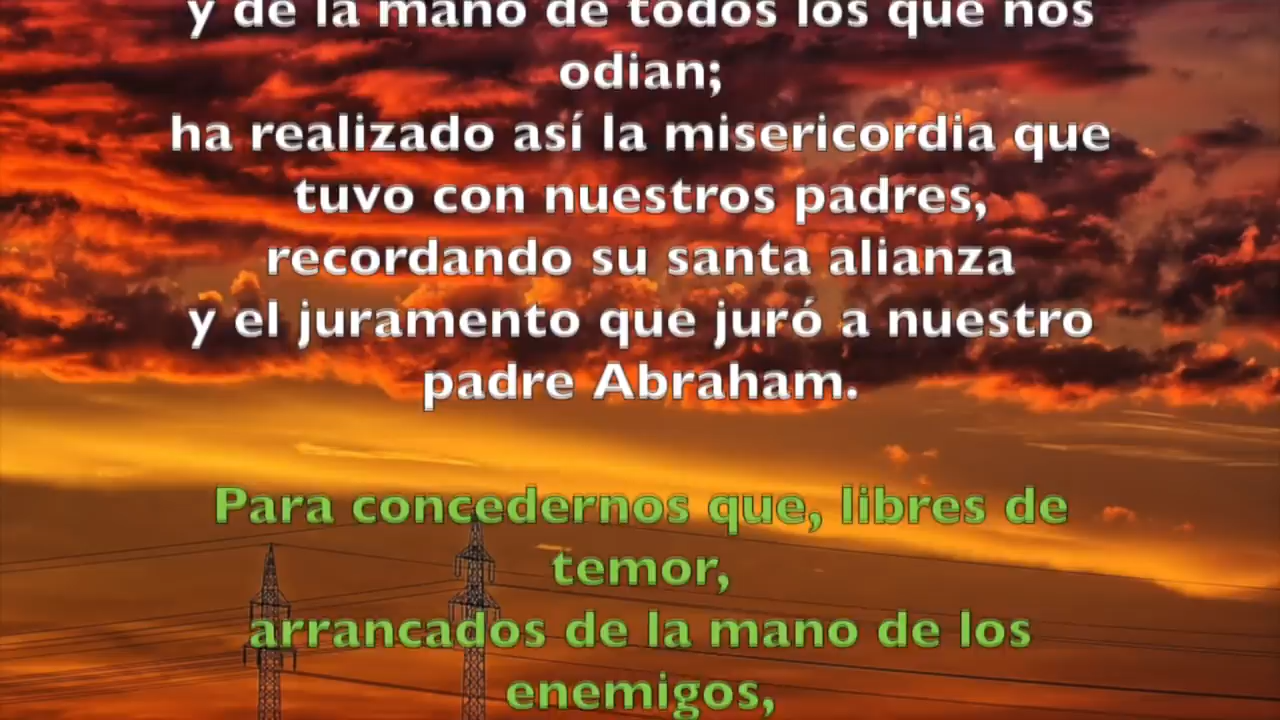 y de la mano de todos los que nos
odian;
ha realizado así la misericordia que
tuvo con nuestros padres,
recordando su santa alianza
y el juramento que juró a nuestro
padre Abraham.
Para concedernos que, libres de
temor,
arrancados de la mano de los
enemigos,